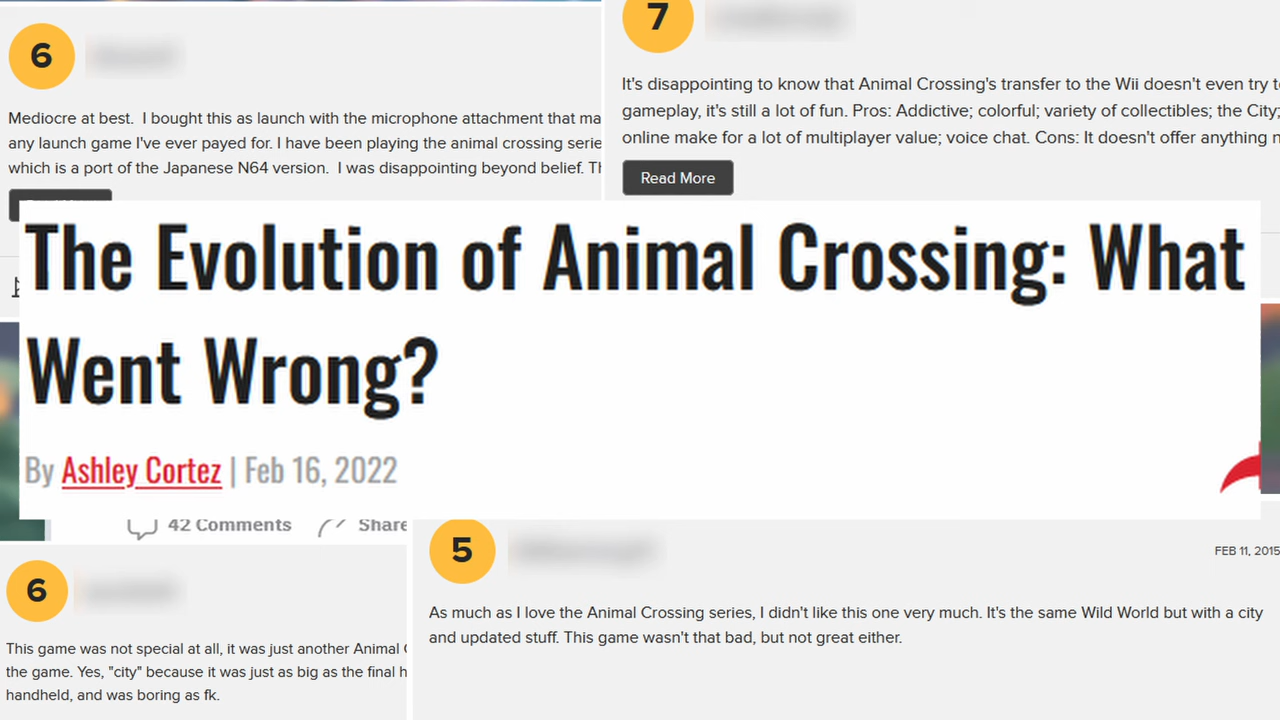 6
Mediocre at best. I bought this as launch with the microphone attachment that ma
any launch game I've ever payed for. I have been playing the animal crossing serie
which is a port of the Japanese N64 version. I was disappointing beyond belief. Th
7
It's disappointing to know that Animal Crossing's transfer to the Wii doesn't even try t
gameplay, it's still a lot of fun. Pros: Addictive; colorful; variety of collectibles; the City;
online make for a lot of multiplayer value; voice chat. Cons: It doesn't offer anything n
Read More
The Evolution of Animal Crossing: What
Went Wrong?
By Ashley Cortez | Feb 16, 2022
42 Comments Share
6
This game was not special at all, it was just another Animal
the game. Yes, "city" because it was just as big as the final h
handheld, and was boring as fk.
5
FEB 11, 2015
As much as I love the Animal Crossing series, I didn't like this one very much. It's the same Wild World but with a city
and updated stuff. This game wasn't that bad, but not great either.